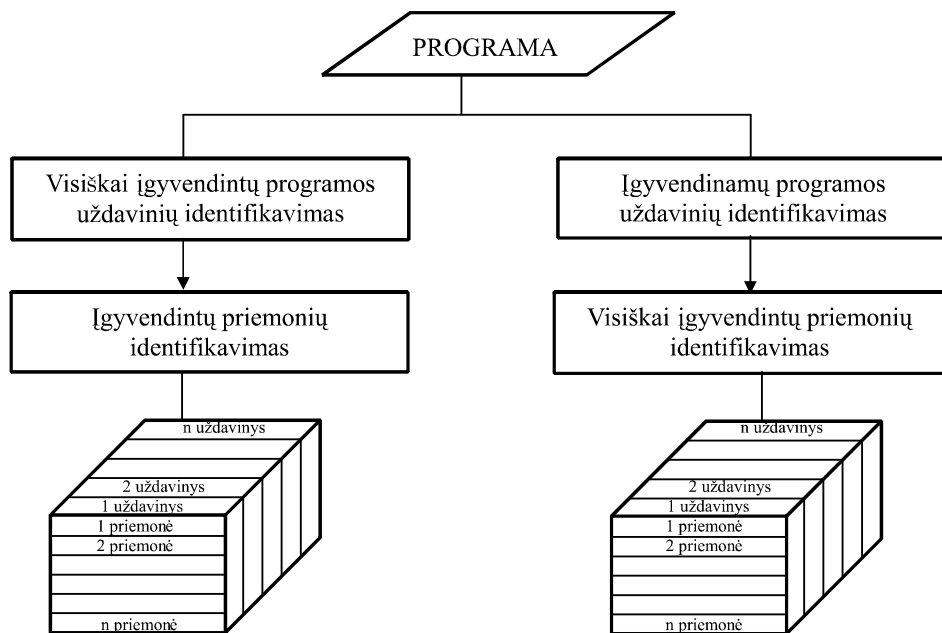 PROGRAMA
Visiškai įgyvendintų programos
uždavinių identifikavimas
Įgyvendinamų programos
uždavinių identifikavimas
Įgyvendintų priemonių
identifikavimas
Visiškai įgyvendintų priemonių
identifikavimas
n uždavinys
2 uždavinys
1 uždavinys
1 priemonė
2 priemonė
n priemonė
n uždavinys
2 uždavinys
1 uždavinys
1 priemonė
2 priemonė
n priemonė